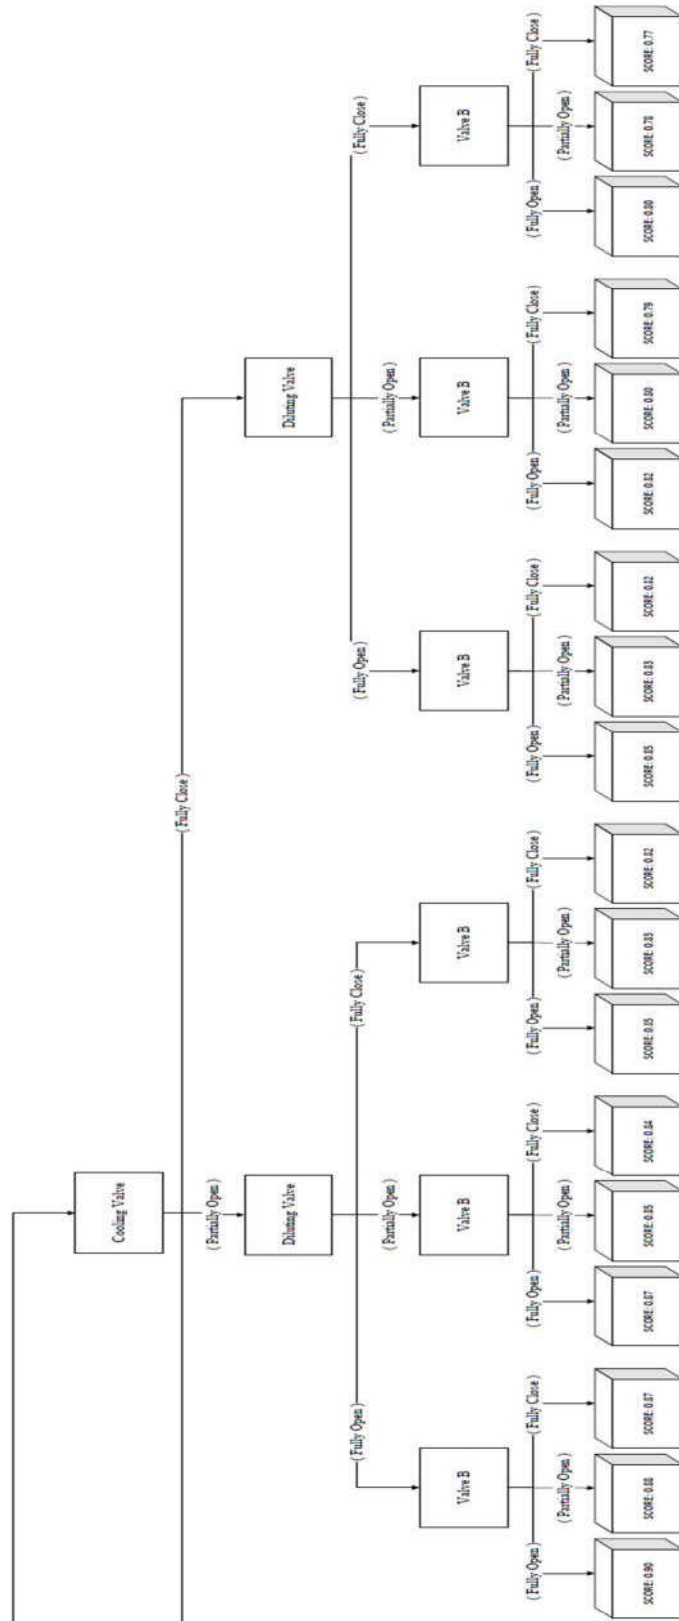 Cooling Valve
( Fully Close )
( Partially Open )
Diluting Valve
Diluting Valve
( Fully Open )
( Fully Close )
( Fully Open )
( Fully Close )
( Partially Open )
( Partially Open )
Valve B
Valve B
Valve B
Valve B
Valve B
Valve B
( Fully Open )
( Fully Close )
( Fully Open )
( Fully Close )
( Fully Open )
( Fully Close )
( Fully Open )
( Fully Close )
( Fully Open )
( Fully Close )
( Fully Open )
( Fully Close )
( Partially Open )
( Partially Open )
( Partially Open )
( Partially Open )
( Partially Open )
( Partially Open )
SCORE: 0.90
SCORE: 0.88
SCORE: 0.87
SCORE: 0.87
SCORE: 0.85
SCORE: 0.84
SCORE: 0.85
SCORE: 0.83
SCORE: 0.82
SCORE: 0.85
SCORE: 0.83
SCORE: 0.82
SCORE: 0.82
SCORE: 0.80
SCORE: 0.79
SCORE: 0.80
SCORE: 0.78
SCORE: 0.77